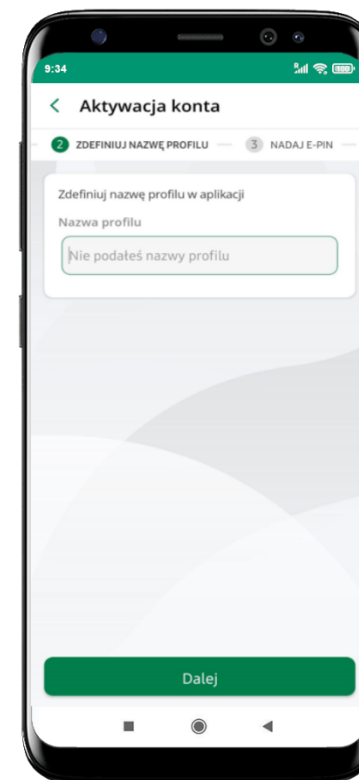 9:34
Aktywacja konta
2 ZDEFINIUJ NAZWĘ PROFILU 3 NADAJ E-PIN
Zdefiniuj nazwę profilu w aplikacji
Nazwa profilu
Nie podałeś nazwy profilu
Dalej